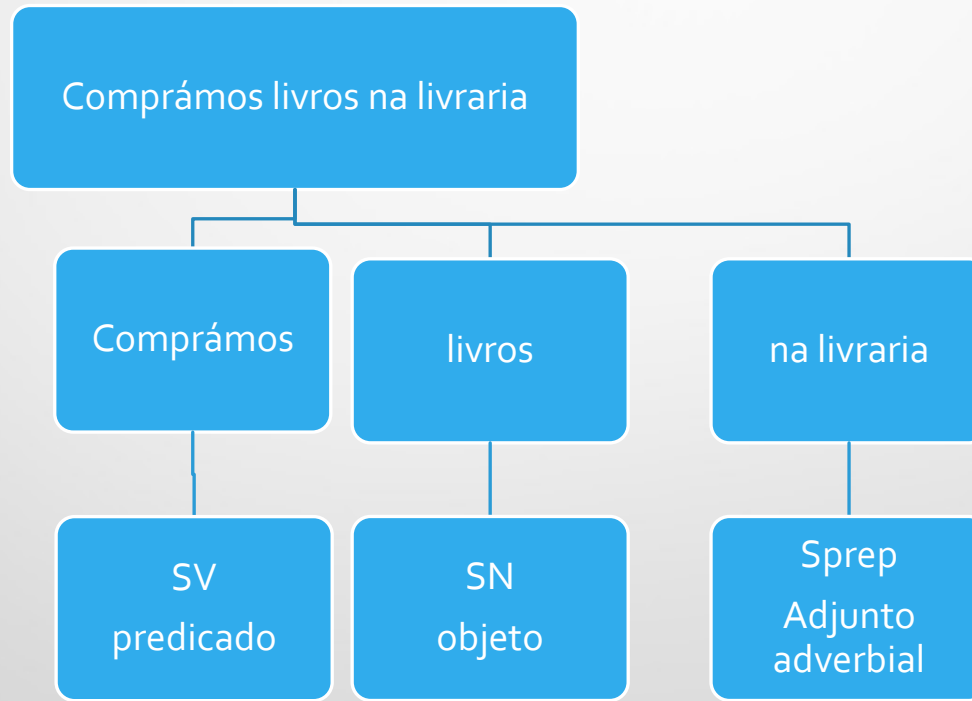 Comprámos livros na livraria
Comprámos
livros
na livraria
SV
predicado
SN
objeto
Sprep
Adjunto
adverbial